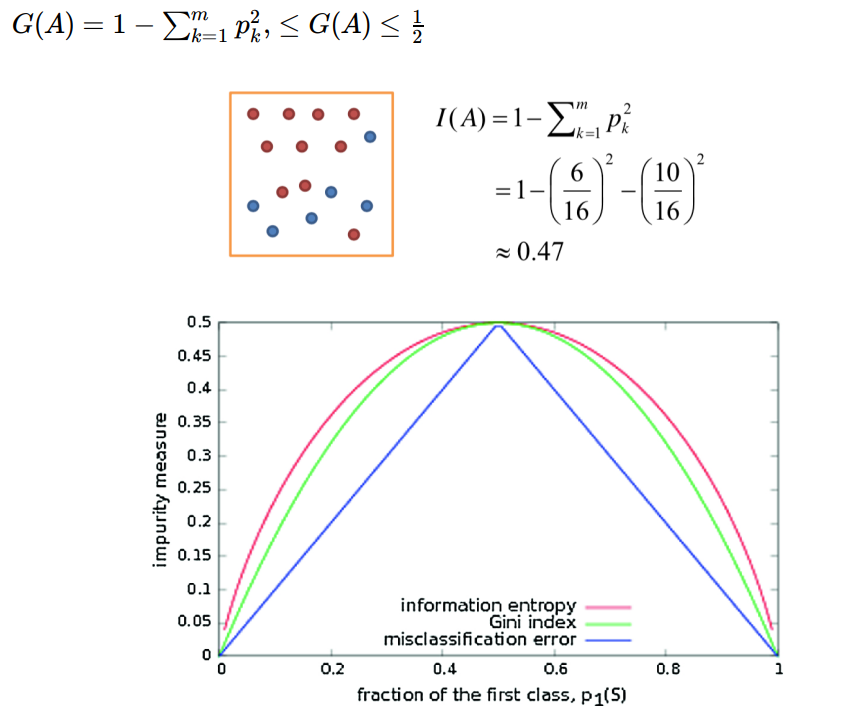 G(A) = 1 − ∑_{k=1}^{m} p_k^2, ≤ G(A) ≤ 1/2
I(A) = 1 − ∑_{k=1}^{m} p_k^2
= 1 − (6/16)^2 − (10/16)^2
≈ 0.47
0.5
0.45
0.4
0.35
0.3
0.25
0.2
0.15
0.1
0.05
0
impurity measure
information entropy
Gini index
misclassification error
0 0.2 0.4 0.6 0.8 1
fraction of the first class, p1(S)